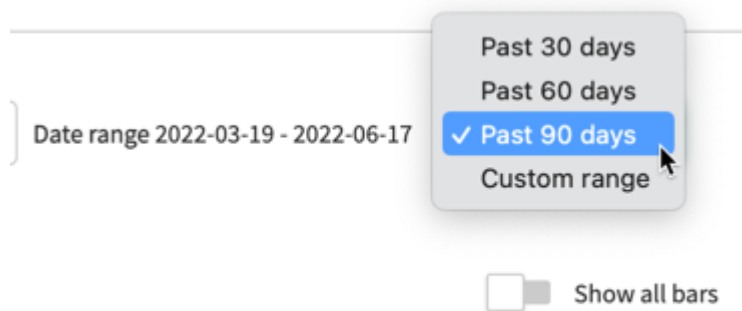 Past 30 days
Past 60 days
Date range 2022-03-19 - 2022-06-17
✓ Past 90 days
Custom range
Show all bars